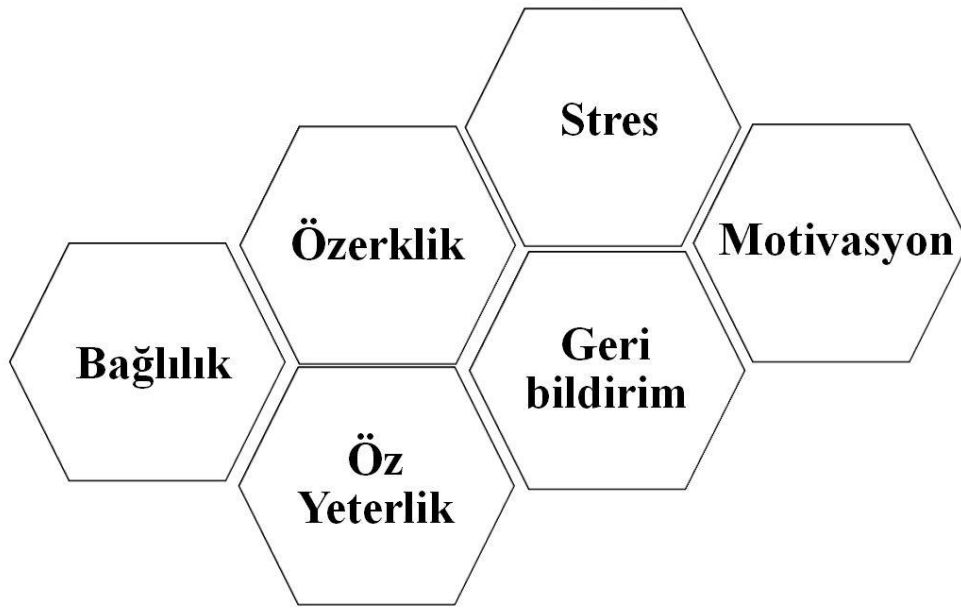 Stres
Özerklik
Motivasyon
Bağlılık
Geri
bildirim
Öz
Yeterlik